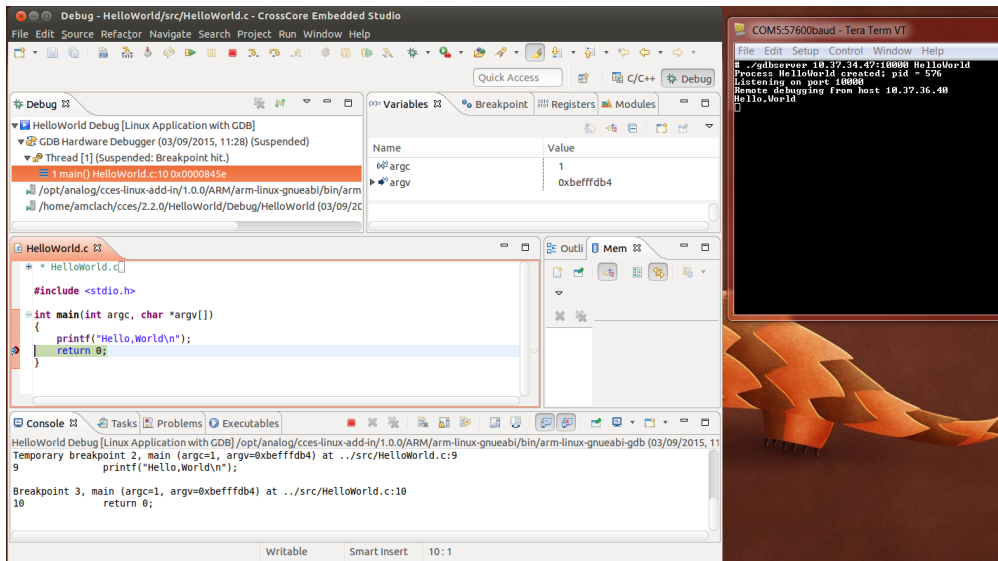 Debug - HelloWorld/src/HelloWorld.c - CrossCore Embedded Studio
File Edit Source Refactor Navigate Search Project Run Window Help
Quick Access
C/C++
Debug
Debug
HelloWorld Debug [Linux Application with GDB]
GDB Hardware Debugger (03/09/2015, 11:28) (Suspended)
Thread [1] (Suspended: Breakpoint hit.)
1 main() HelloWorld.c:10 0x0000845e
/opt/analog/cces-linux-add-in/1.0.0/ARM/arm-linux-gnueabi/bin/arm
/home/amclach/cces/2.2.0/HelloWorld/Debug/HelloWorld (03/09/20
(x)= Variables
Breakpoint
Registers
Modules
Name Value
argc 1
argv 0xbefffdb4
HelloWorld.c
* HelloWorld.c
#include <stdio.h>
int main(int argc, char *argv[])
{
printf("Hello,World\n");
return 0;
}
Outli
Mem
Console
Tasks
Problems
Executables
HelloWorld Debug [Linux Application with GDB] /opt/analog/cces-linux-add-in/1.0.0/ARM/arm-linux-gnueabi/bin/arm-linux-gnueabi-gdb (03/09/2015, 11
Temporary breakpoint 2, main (argc=1, argv=0xbefffdb4) at ../src/HelloWorld.c:9
9 printf("Hello,World\n");
Breakpoint 3, main (argc=1, argv=0xbefffdb4) at ../src/HelloWorld.c:10
10 return 0;
Writable Smart Insert 10 : 1
COM5:57600baud - Tera Term VT
File Edit Setup Control Window Help
# ./gdbserver 10.37.34.47:10000 HelloWorld
Process HelloWorld created; pid = 576
Listening on port 10000
Remote debugging from host 10.37.36.40
Hello,World